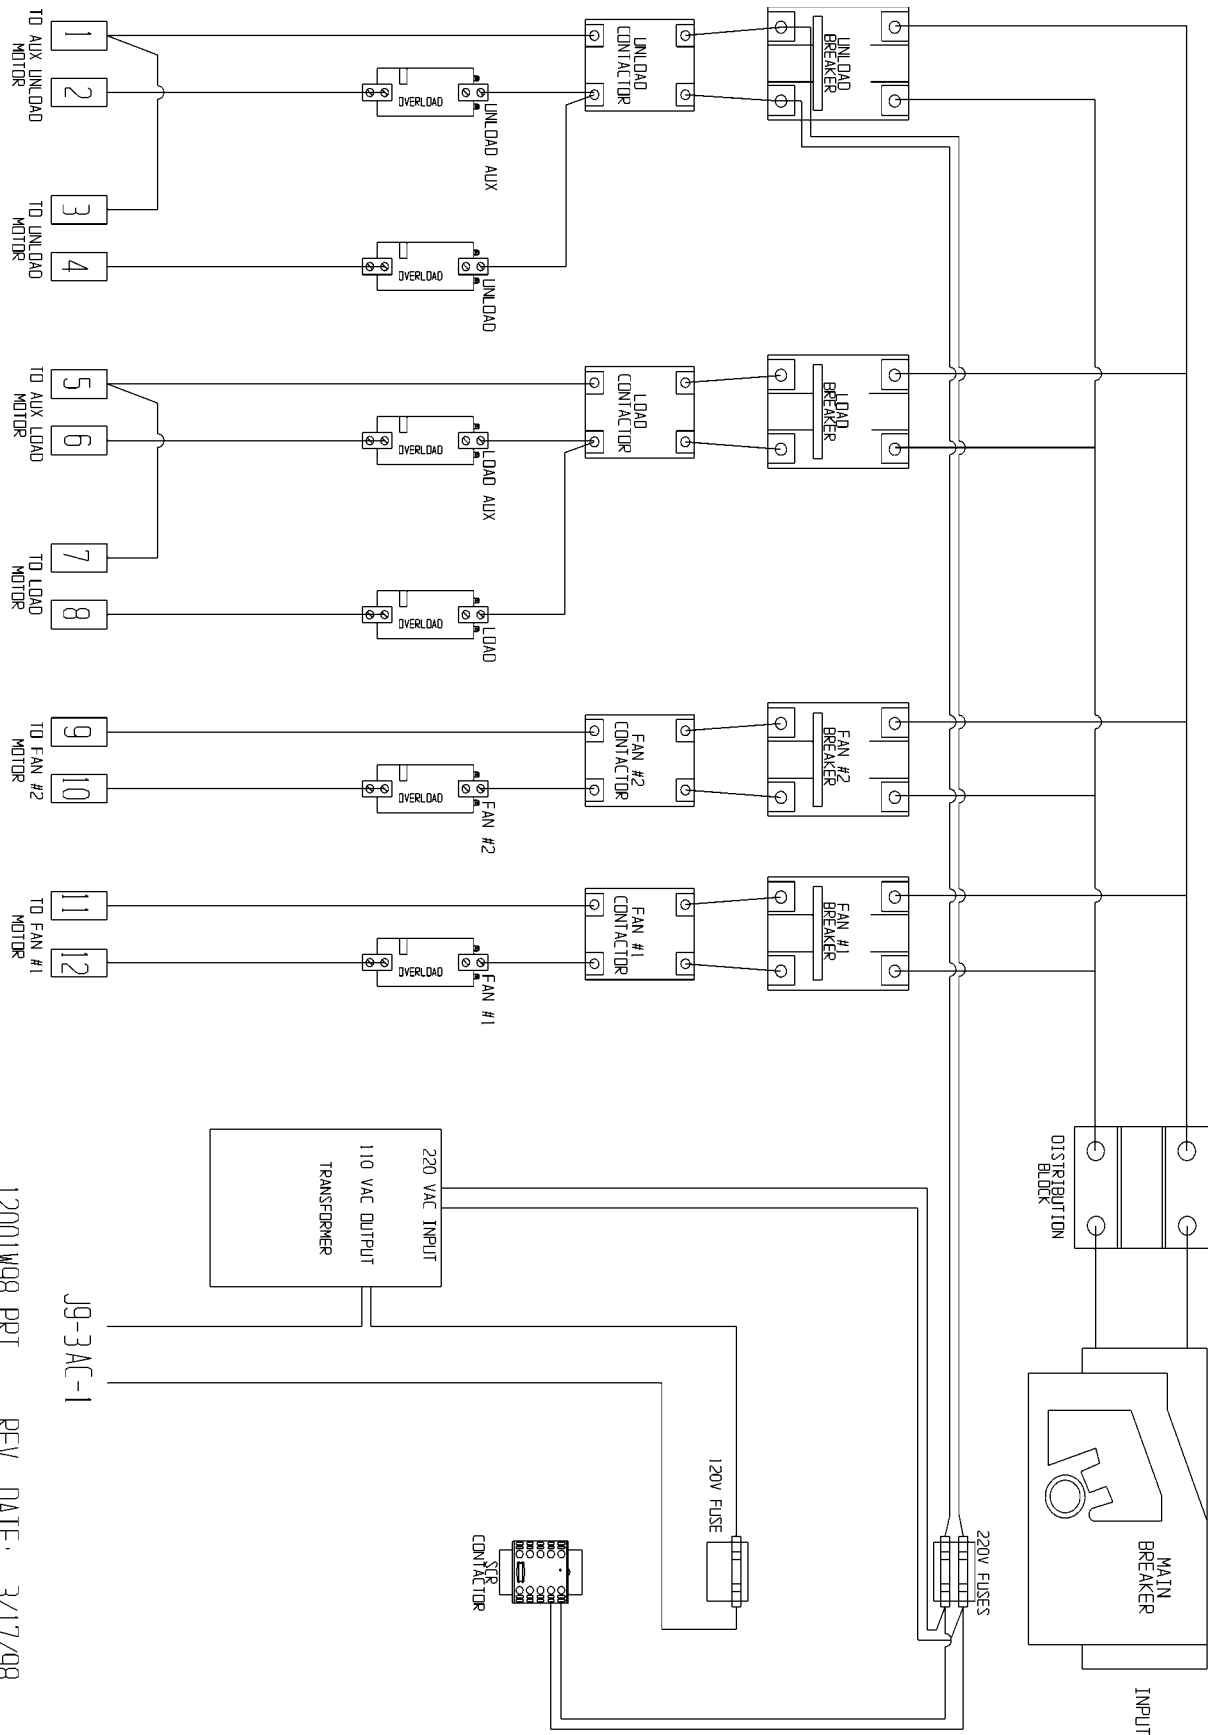 INPUT
MAIN
BREAKER
DISTRIBUTION
BLOCK
220V FUSES
UNLOAD
BREAKER
LOAD
BREAKER
FAN #2
BREAKER
FAN #1
BREAKER
120V FUSE
UNLOAD
CONTACTOR
LOAD
CONTACTOR
FAN #2
CONTACTOR
FAN #1
CONTACTOR
SCR
CONTACTOR
UNLOAD AUX
OVERLOAD
UNLOAD
OVERLOAD
LOAD AUX
OVERLOAD
LOAD
OVERLOAD
FAN #2
OVERLOAD
FAN #1
OVERLOAD
220 VAC INPUT
110 VAC OUTPUT
TRANSFORMER
1
2
3
4
5
6
7
8
9
10
11
12
TO AUX UNLOAD
MOTOR
TO UNLOAD
MOTOR
TO AUX LOAD
MOTOR
TO LOAD
MOTOR
TO FAN #2
MOTOR
TO FAN #1
MOTOR
J9-3 AC-1
12001W98.PRT REV. DATE: 3/17/98